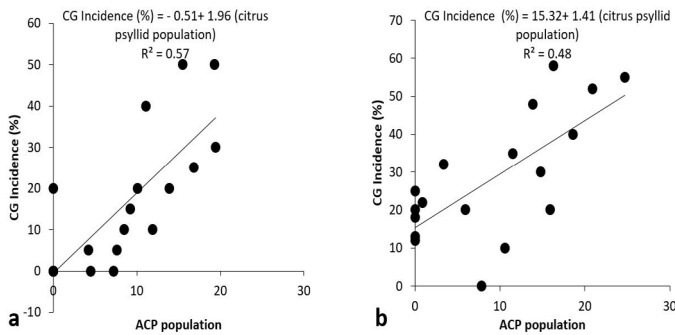 CG Incidence (%) = - 0.51+ 1.96 (citrus
psyllid population)
R² = 0.57
60
50
40
30
20
10
0
-10
0
10
20
30
CG Incidence (%)
ACP population
a
CG Incidence (%) = 15.32+ 1.41 (citrus psyllid
population)
R² = 0.48
70
60
50
40
30
20
10
0
0
10
20
30
CG Incidence (%)
ACP population
b